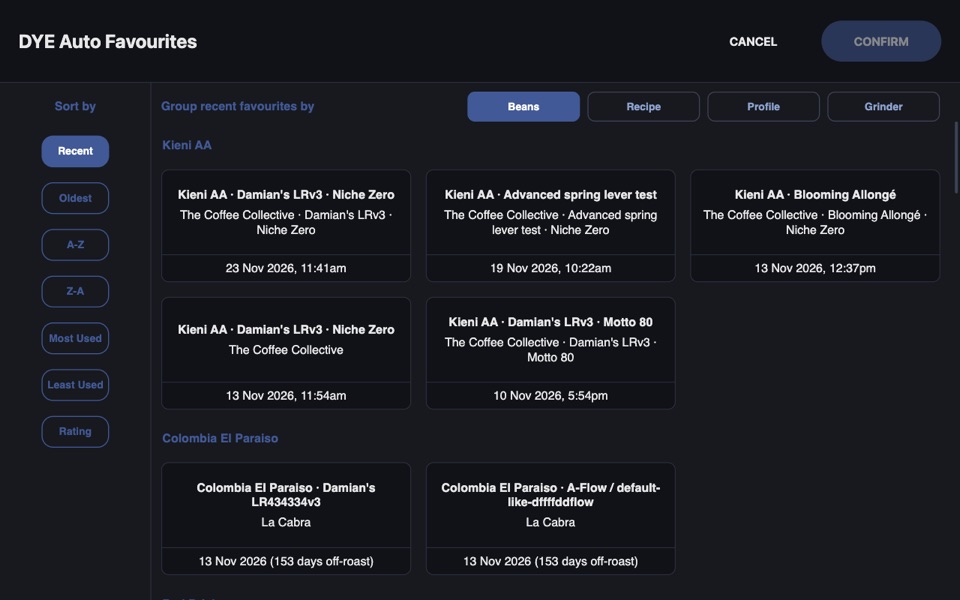 DYE Auto Favourites
CANCEL
CONFIRM
Sort by
Recent
Oldest
A-Z
Z-A
Most Used
Least Used
Rating
Group recent favourites by
Beans
Recipe
Profile
Grinder
Kieni AA
Kieni AA · Damian's LRv3 · Niche Zero
The Coffee Collective · Damian's LRv3 ·
Niche Zero
23 Nov 2026, 11:41am
Kieni AA · Advanced spring lever test
The Coffee Collective · Advanced spring
lever test · Niche Zero
19 Nov 2026, 10:22am
Kieni AA · Blooming Allongé
The Coffee Collective · Blooming Allongé ·
Niche Zero
13 Nov 2026, 12:37pm
Kieni AA · Damian's LRv3 · Niche Zero
The Coffee Collective
13 Nov 2026, 11:54am
Kieni AA · Damian's LRv3 · Motto 80
The Coffee Collective · Damian's LRv3 ·
Motto 80
10 Nov 2026, 5:54pm
Colombia El Paraiso
Colombia El Paraiso · Damian's
LR434334v3
La Cabra
13 Nov 2026 (153 days off-roast)
Colombia El Paraiso · A-Flow / default-
like-dffffddflow
La Cabra
13 Nov 2026 (153 days off-roast)